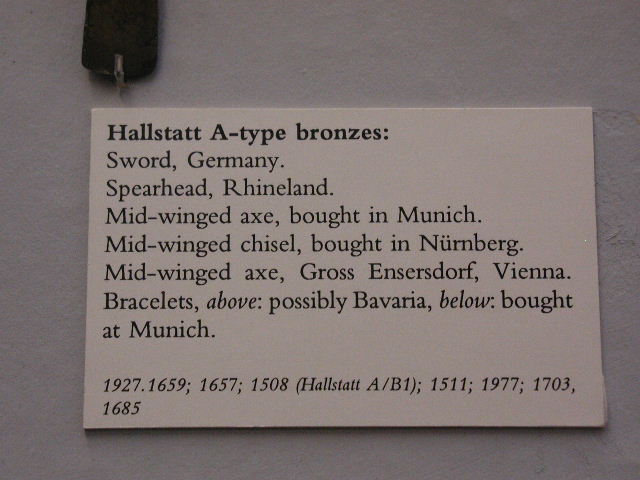 Hallstatt A-type bronzes:
Sword, Germany.
Spearhead, Rhineland.
Mid-winged axe, bought in Munich.
Mid-winged chisel, bought in Nürnberg.
Mid-winged axe, Gross Ensersdorf, Vienna.
Bracelets, above: possibly Bavaria, below: bought
at Munich.
1927.1659; 1657; 1508 (Hallstatt A/B1); 1511; 1977; 1703,
1685